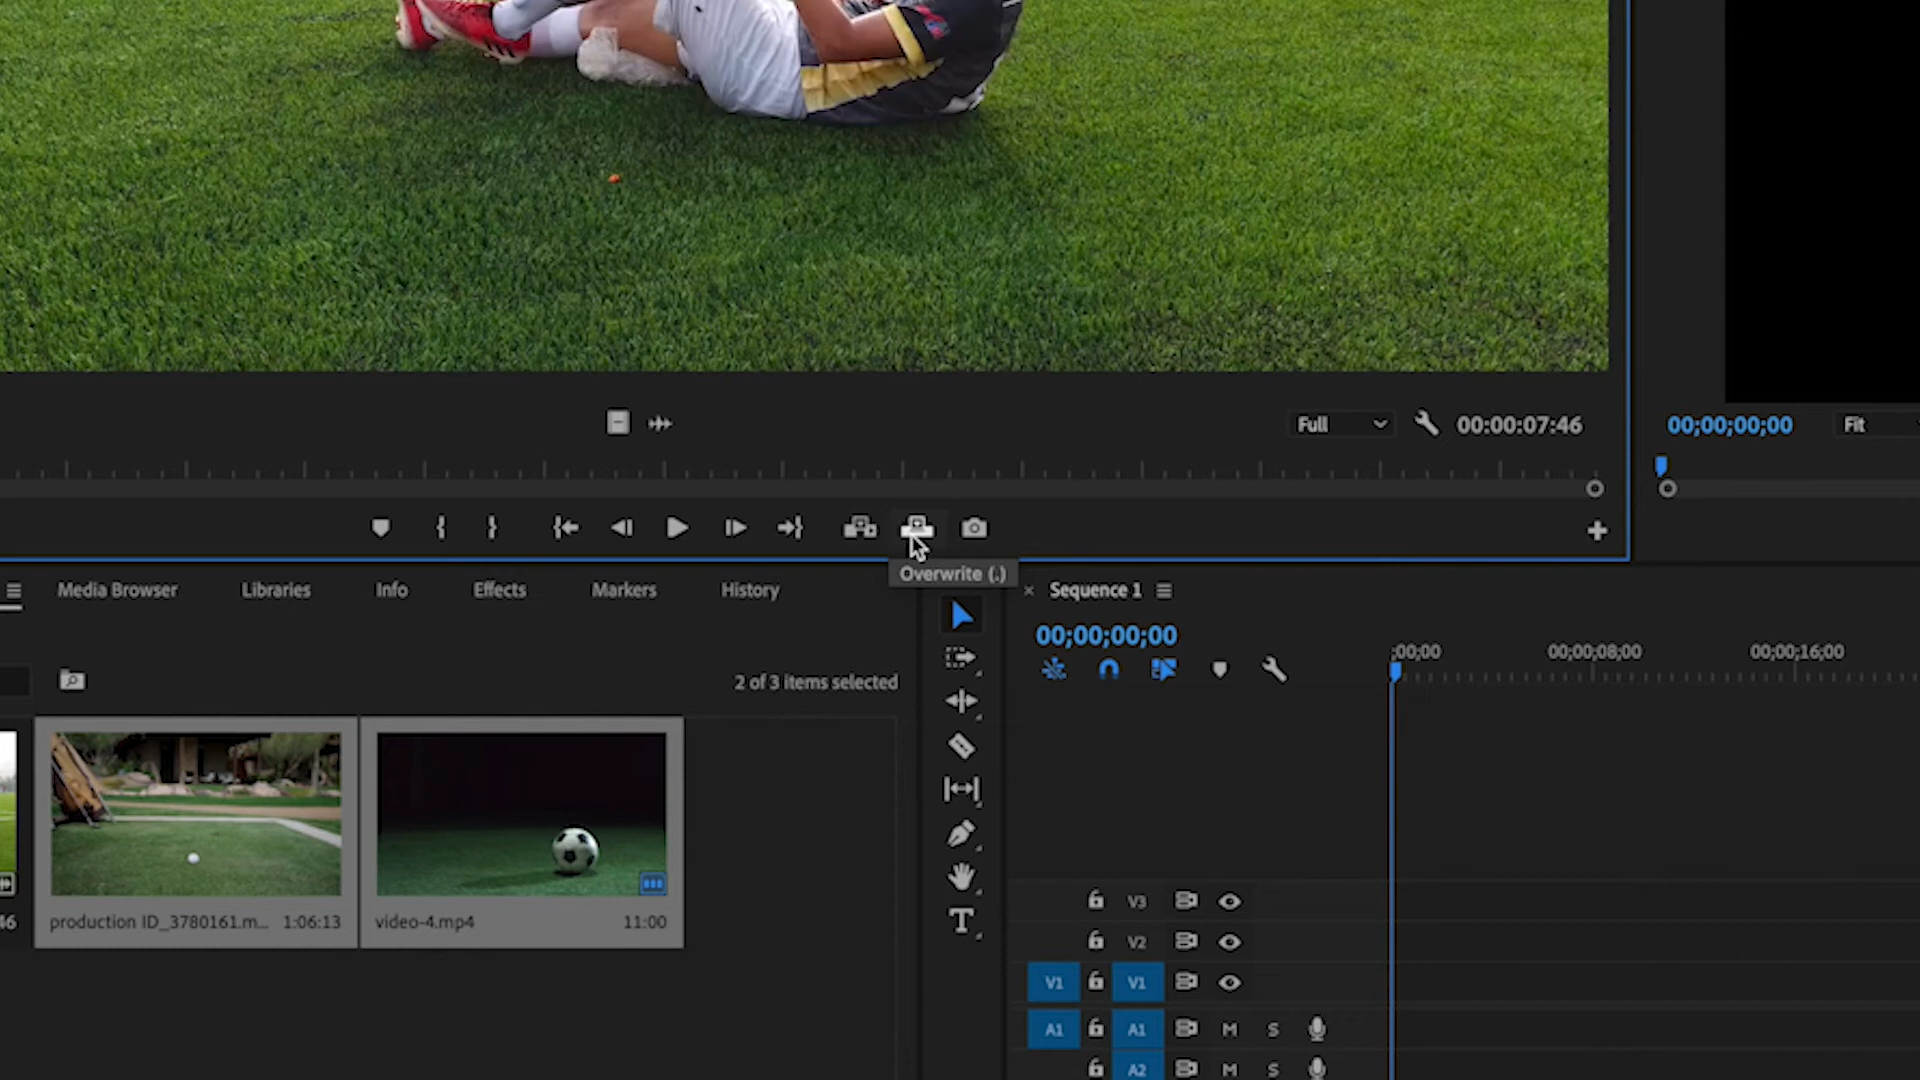 Full
00:00:07:46
00;00;00;00
Fit
Overwrite (.)
Media Browser
Libraries
Info
Effects
Markers
History
Sequence 1
00;00;00;00
;00;00
00;00;08;00
00;00;16;00
2 of 3 items selected
46
production ID_3780161.m...
1:06:13
video-4.mp4
11:00
V3
V2
V1
V1
A1
A1
M
S
A2
M
S